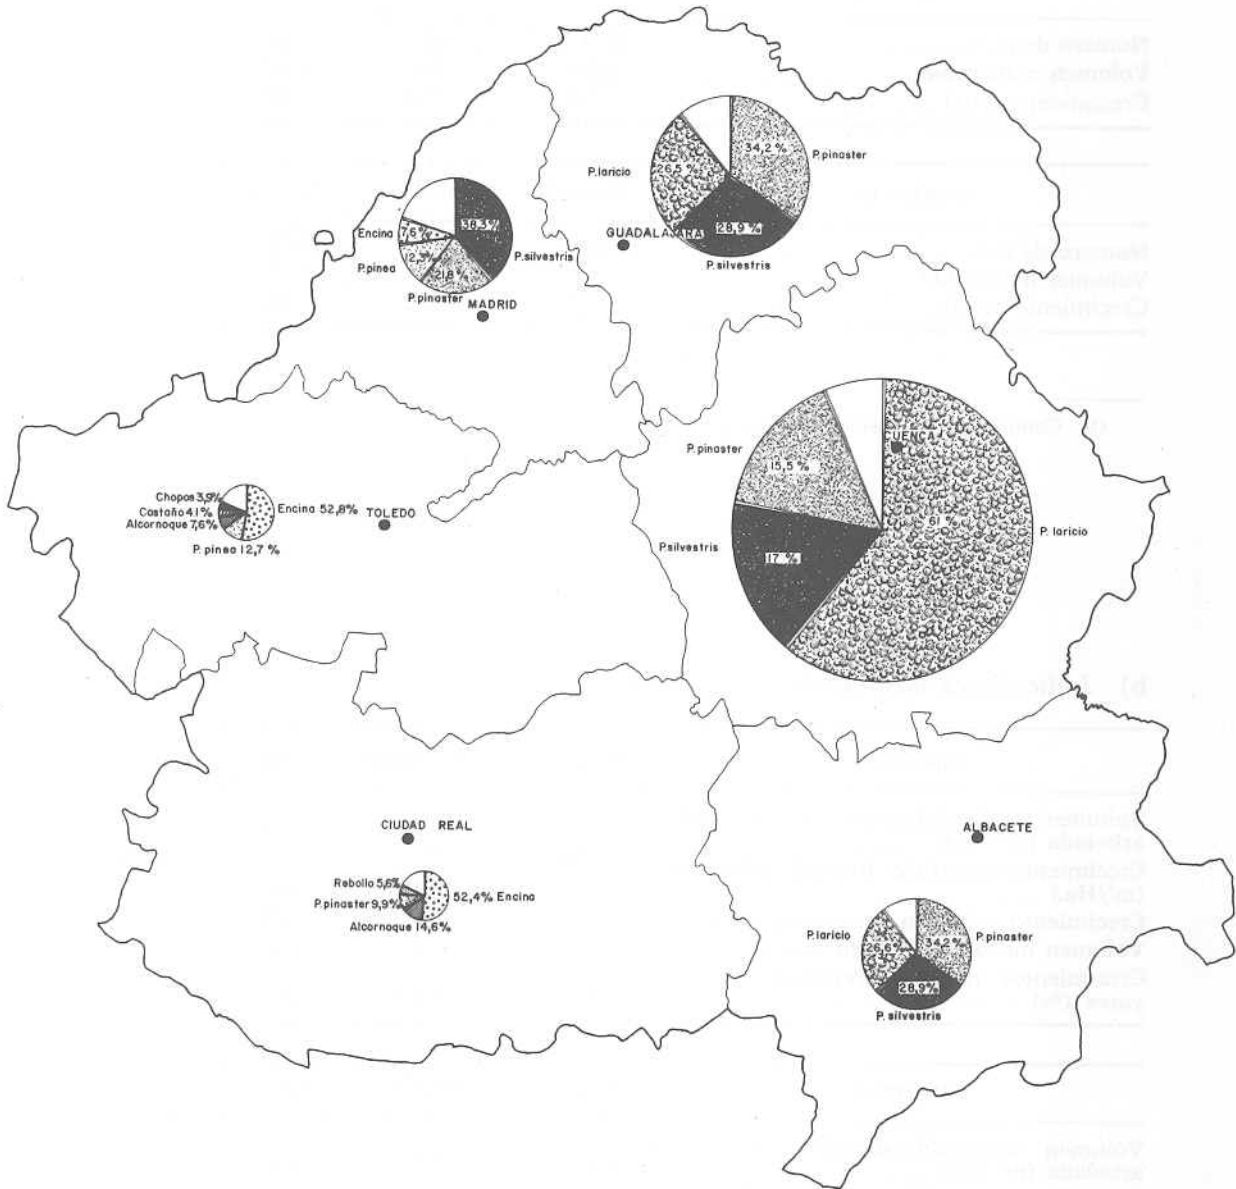 34,2 %
P. pinaster
P. laricio
26,5 %
28,9 %
GUADALAJARA
P. silvestris
38,3%
Encina
7,6%
P. silvestris
P. pinea
12,3%
21,8 %
P. pinaster
MADRID
CUENCA
P. pinaster
15,5 %
61 %
P. laricio
P. silvestris
17 %
Chopos 3,9%
Castaño 4,1%
Alcornoque 7,6%
Encina 52,8%
TOLEDO
P. pinea 12,7 %
CIUDAD REAL
Rebollo 5,6%
52,4% Encina
P. pinaster 9,9%
Alcornoque 14,6%
ALBACETE
P. laricio
26,6%
34,2%
P. pinaster
28,9%
P. silvestris
b]